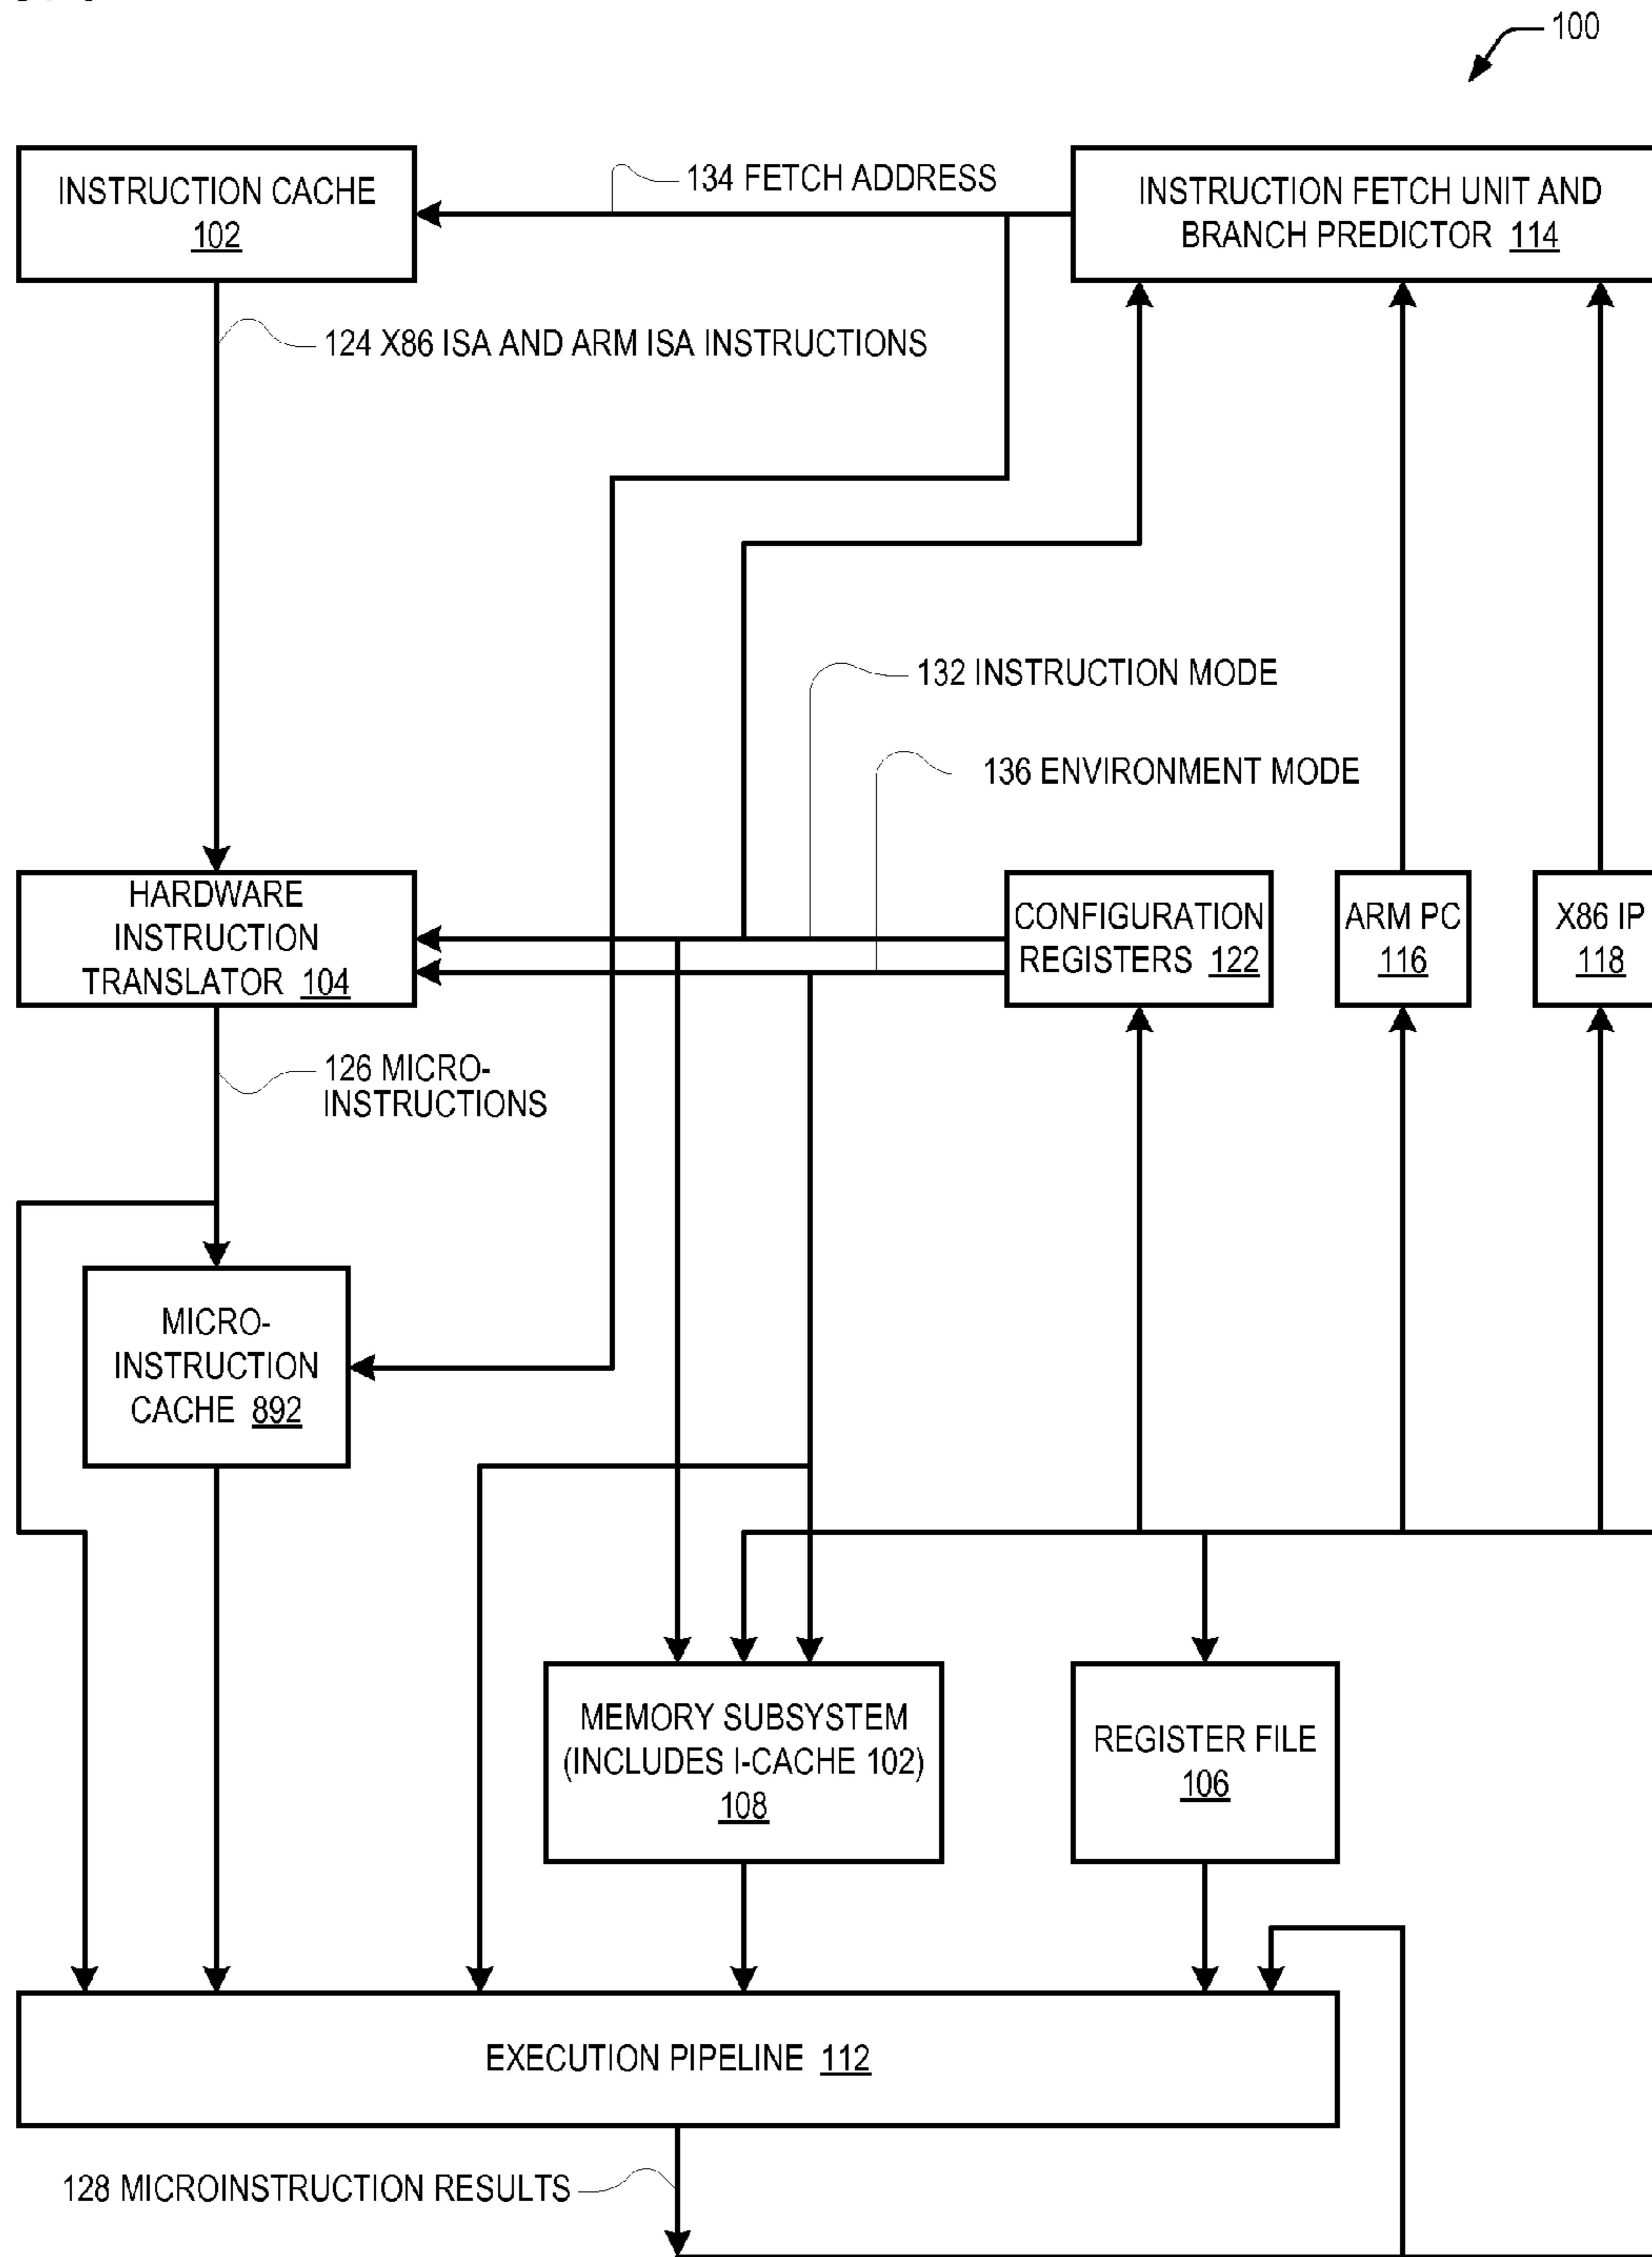 100
INSTRUCTION CACHE
102
134 FETCH ADDRESS
INSTRUCTION FETCH UNIT AND
BRANCH PREDICTOR 114
124 X86 ISA AND ARM ISA INSTRUCTIONS
132 INSTRUCTION MODE
136 ENVIRONMENT MODE
HARDWARE
INSTRUCTION
TRANSLATOR 104
CONFIGURATION
REGISTERS 122
ARM PC
116
X86 IP
118
126 MICRO-
INSTRUCTIONS
MICRO-
INSTRUCTION
CACHE 892
MEMORY SUBSYSTEM
(INCLUDES I-CACHE 102)
108
REGISTER FILE
106
EXECUTION PIPELINE 112
128 MICROINSTRUCTION RESULTS